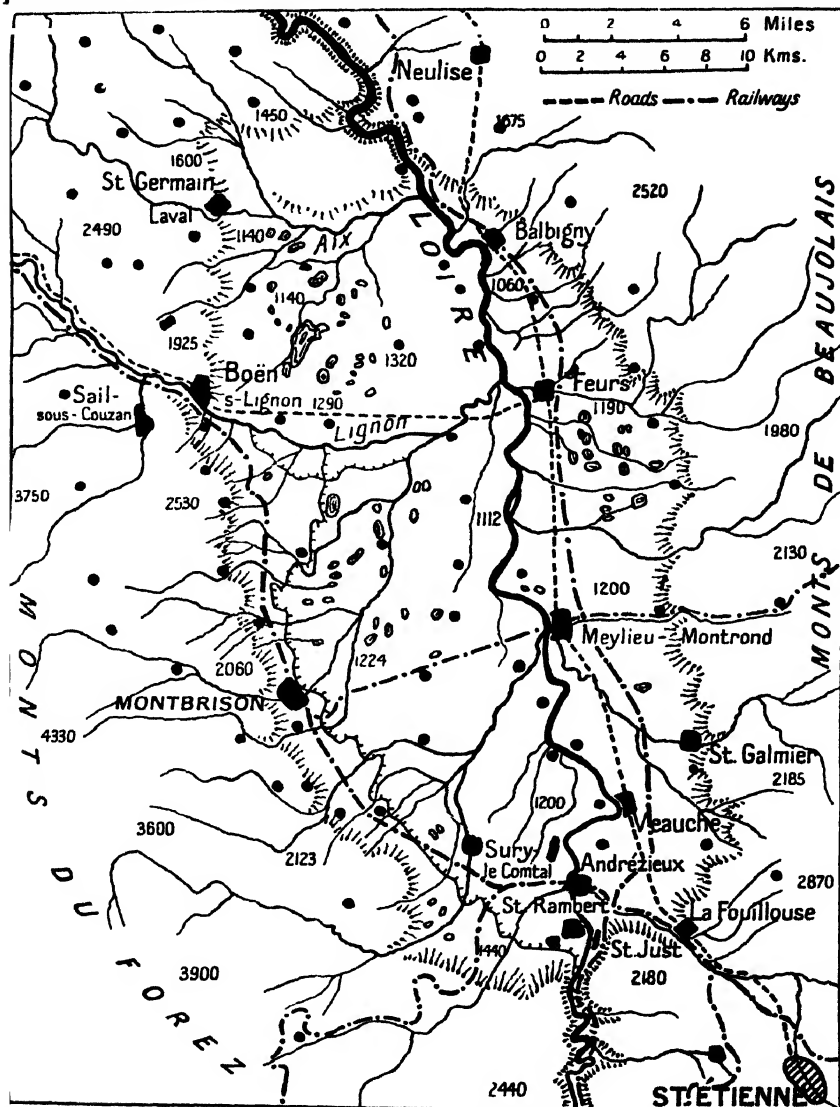 0 2 4 6 Miles
0 2 4 6 8 10 Kms.
Roads Railways
Neulise
1450
1675
1600
St Germain
Laval
2520
2490
1140
Aix
LOIRE
Balbigny
1060
1140
1925
1320
Boën
s-Lignon 1290
Feurs
1190
Sail-
sous-Couzan
Lignon
1980
3750
2530
1112
2130
1200
MONTS DE BEAUJOLAIS
Meylieu-Montrond
2060
1224
MONTBRISON
4330
St. Galmier
2185
1200
3600
2123
Veauche
Sury-
le Comtal
Andrézieux
2870
St. Rambert
La Fouillouse
1440
St. Just
3900
2180
MONTS DU FOREZ
2440
ST. ETIENNE